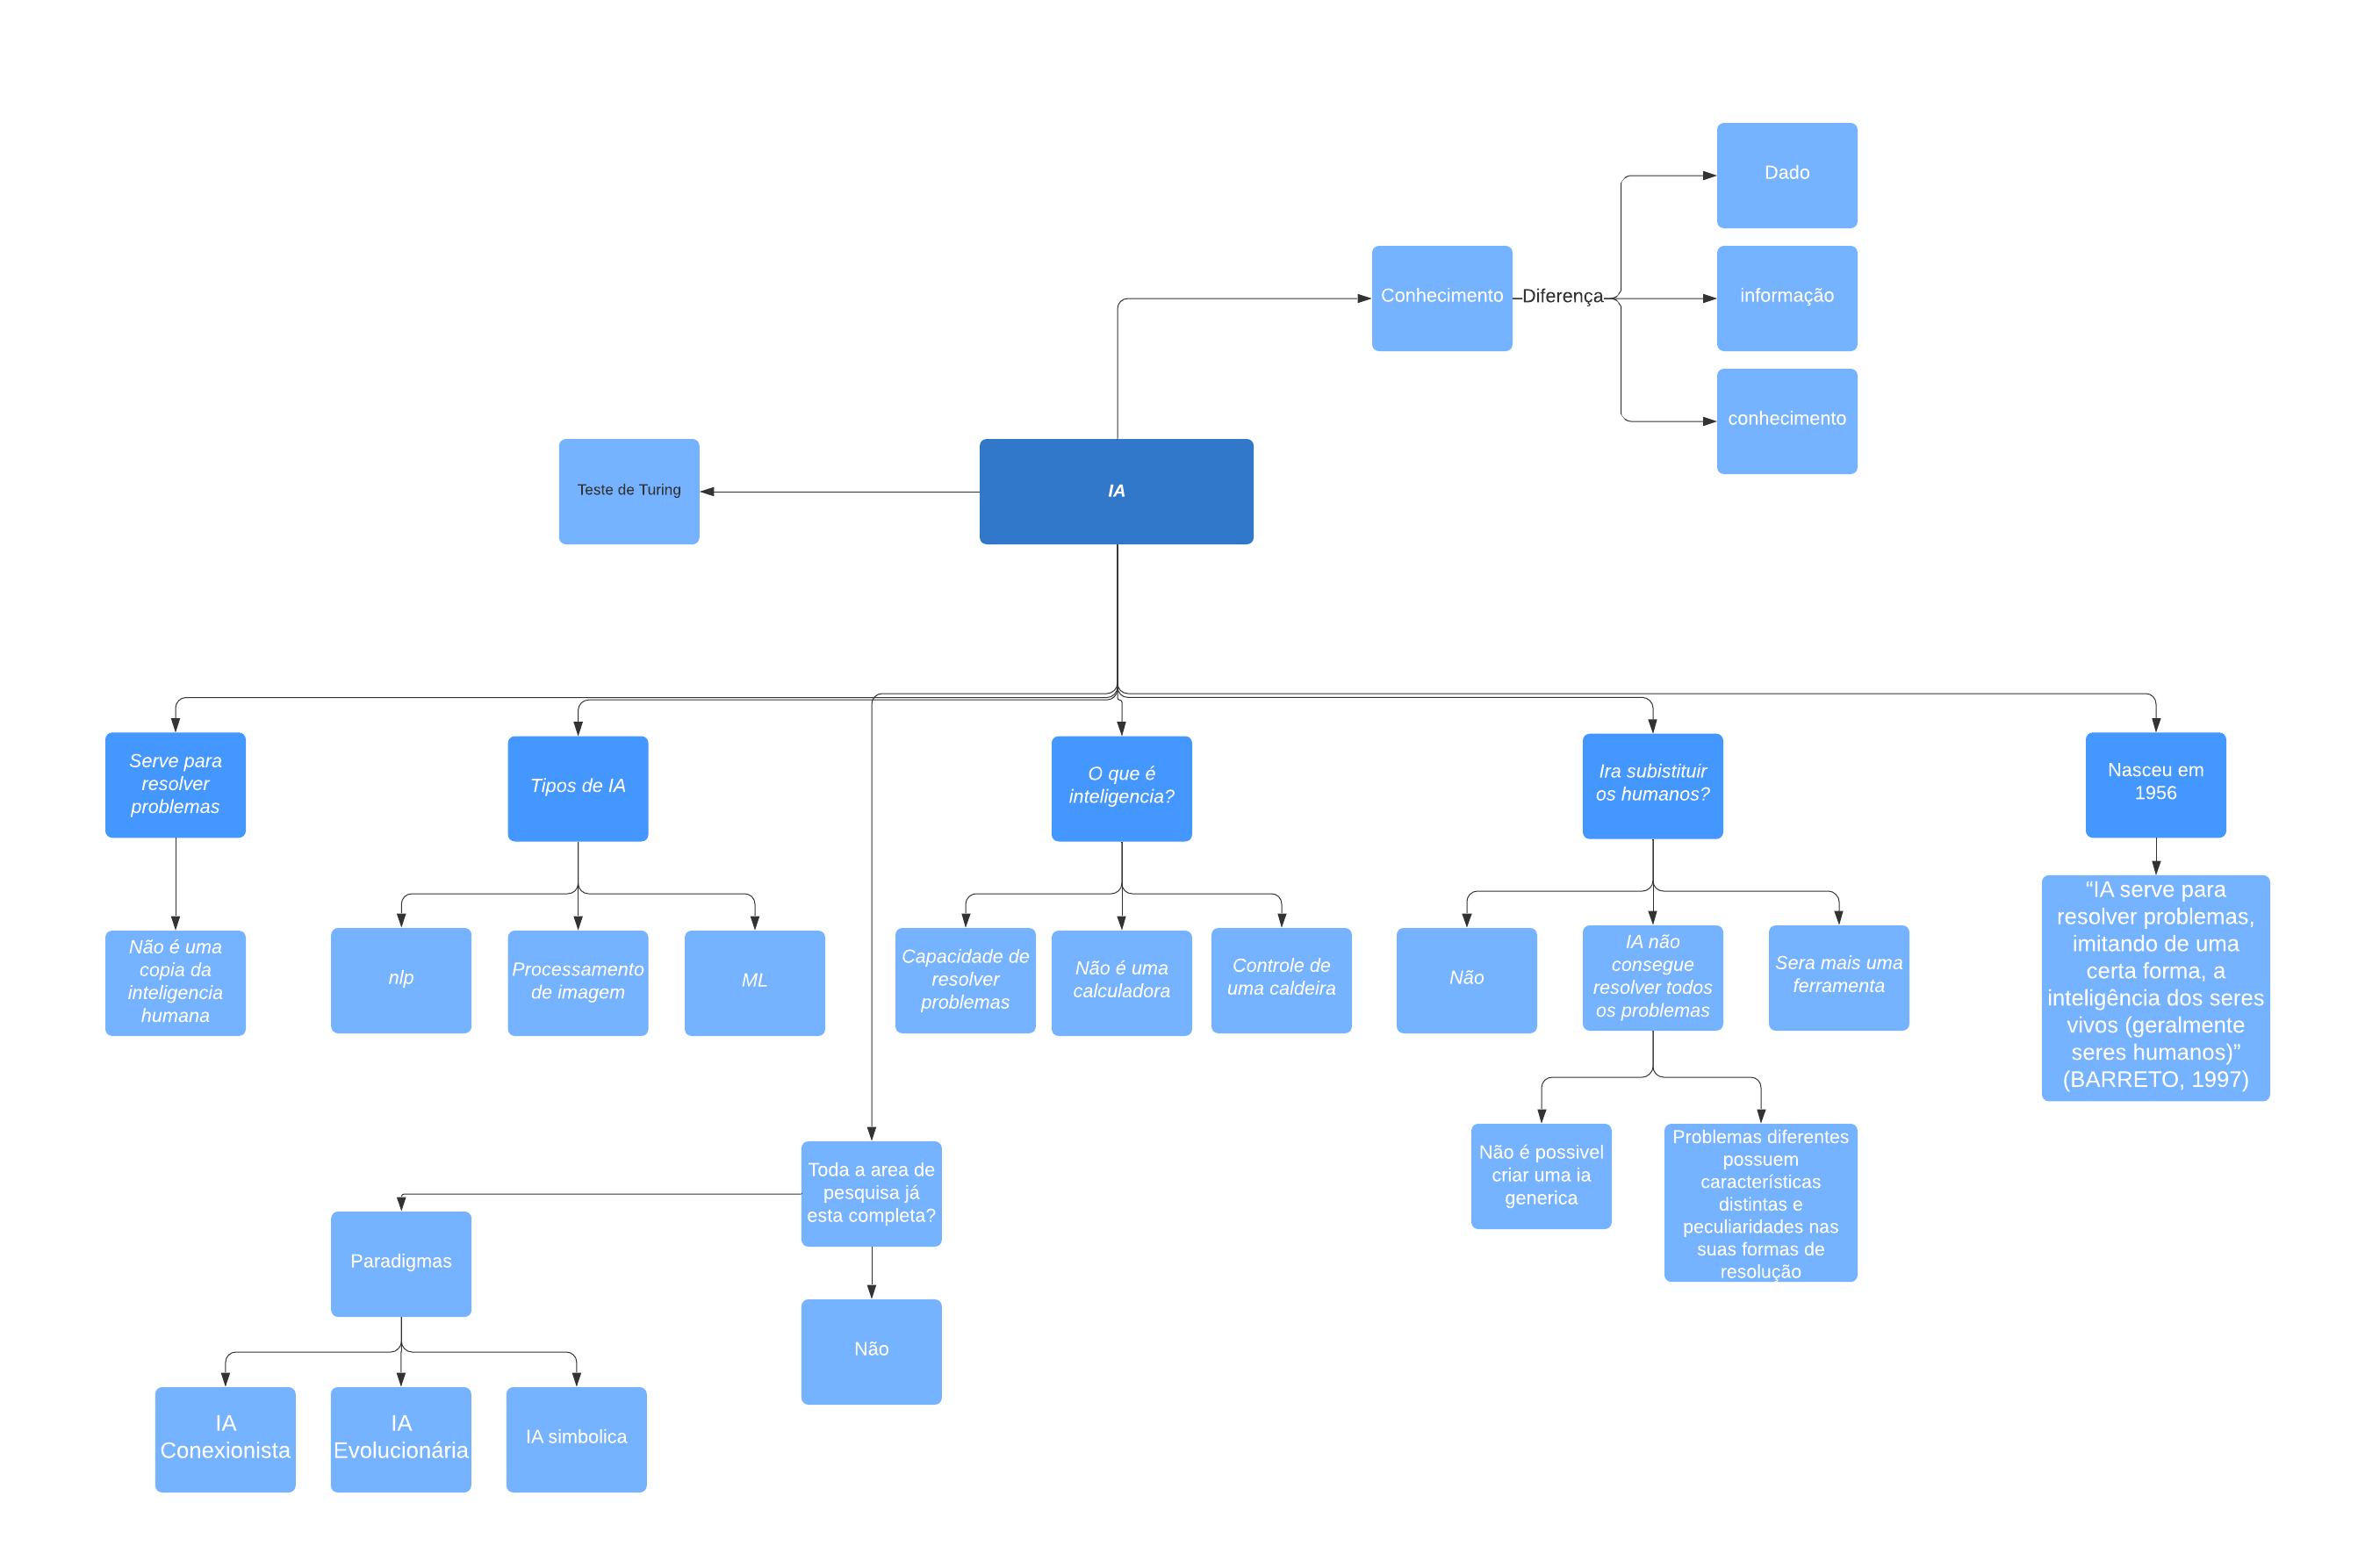 Dado
Conhecimento
Diferença
informação
conhecimento
Teste de Turing
IA
Serve para
resolver
problemas
Tipos de IA
O que é
inteligencia?
Ira subistituir
os humanos?
Nasceu em
1956
Não é uma
copia da
inteligencia
humana
nlp
Processamento
de imagem
ML
Capacidade de
resolver
problemas
Não é uma
calculadora
Controle de
uma caldeira
Não
IA não
consegue
resolver todos
os problemas
Sera mais uma
ferramenta
“IA serve para
resolver problemas,
imitando de uma
certa forma, a
inteligência dos seres
vivos (geralmente
seres humanos)”
(BARRETO, 1997)
Toda a area de
pesquisa já
esta completa?
Não é possivel
criar uma ia
generica
Problemas diferentes
possuem
características
distintas e
peculiaridades nas
suas formas de
resolução
Paradigmas
Não
IA
Conexionista
IA
Evolucionária
IA simbolica